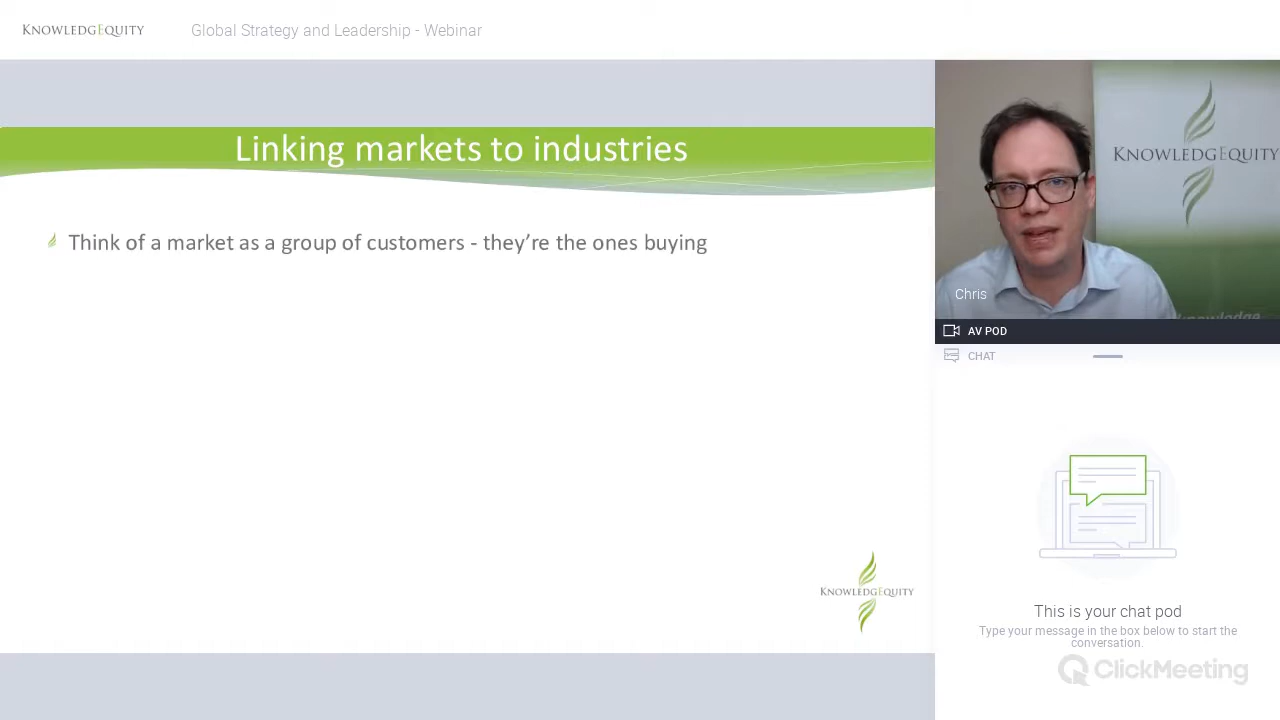 KNOWLEDGEQUITY
Global Strategy and Leadership - Webinar
Linking markets to industries
Think of a market as a group of customers - they're the ones buying
KNOWLEDGEQUITY
KNOWLEDGEQUITY
knowledge
Chris
AV POD
CHAT
This is your chat pod
Type your message in the box below to start the
conversation.
ClickMeeting